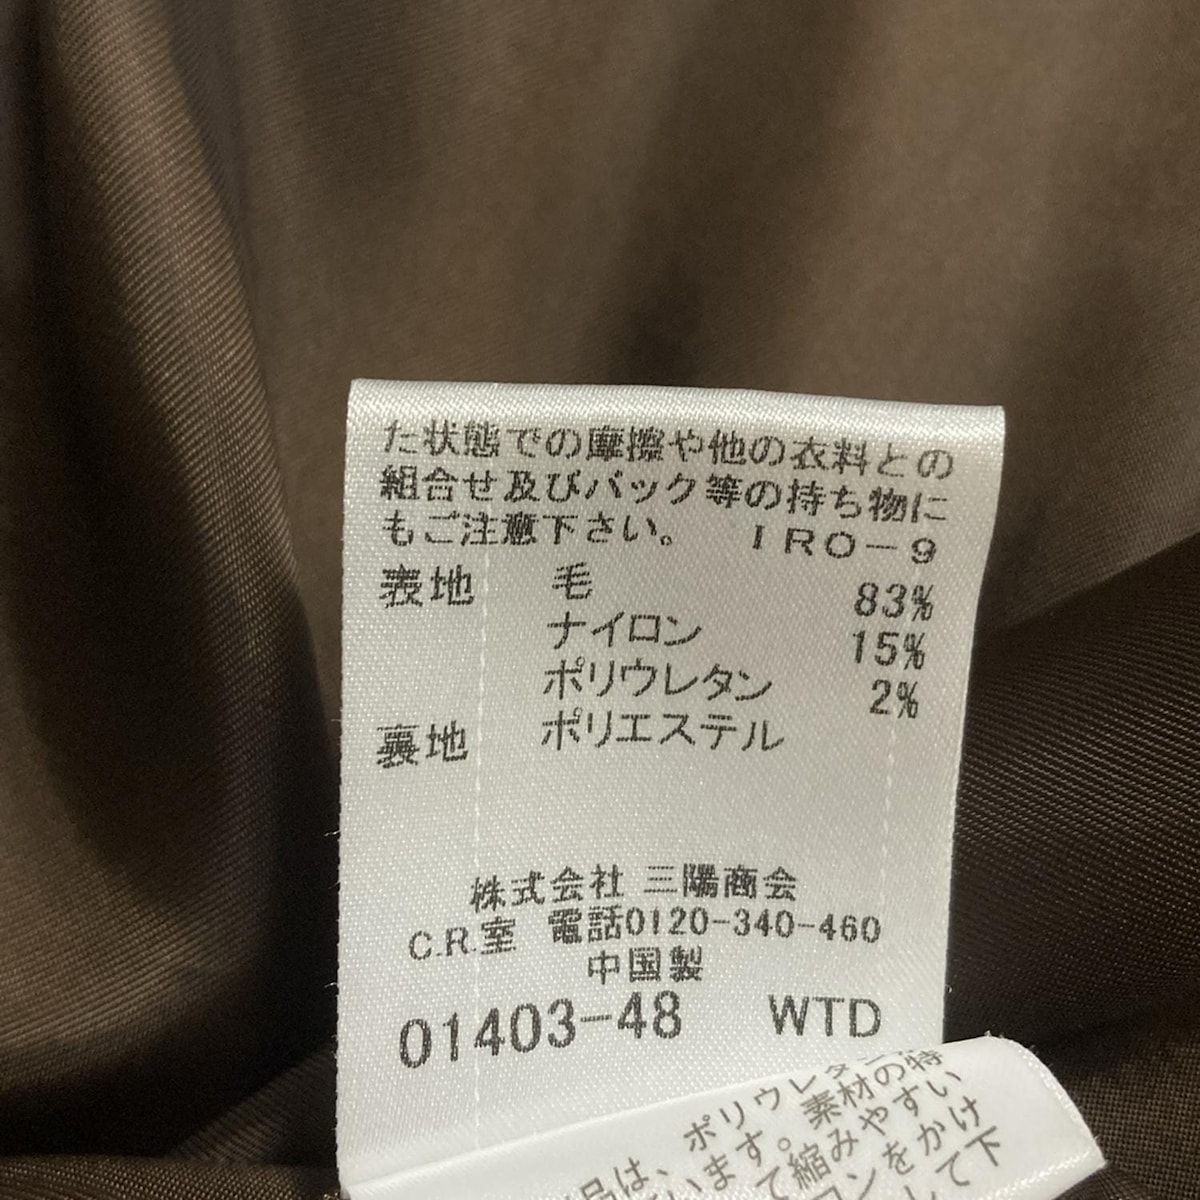 た状態での摩擦や他の衣料との
組合せ及びバック等の持ち物に
もご注意下さい。 IRO-9
表地 毛 83%
ナイロン 15%
ポリウレタン 2%
裏地 ポリエステル
株式会社 三陽商会
C.R.室 電話0120-340-460
中国製
01403-48 WTD
ポリウレタ
品は、 います。素材の特
て縮みやすい
ンをかけ
して下